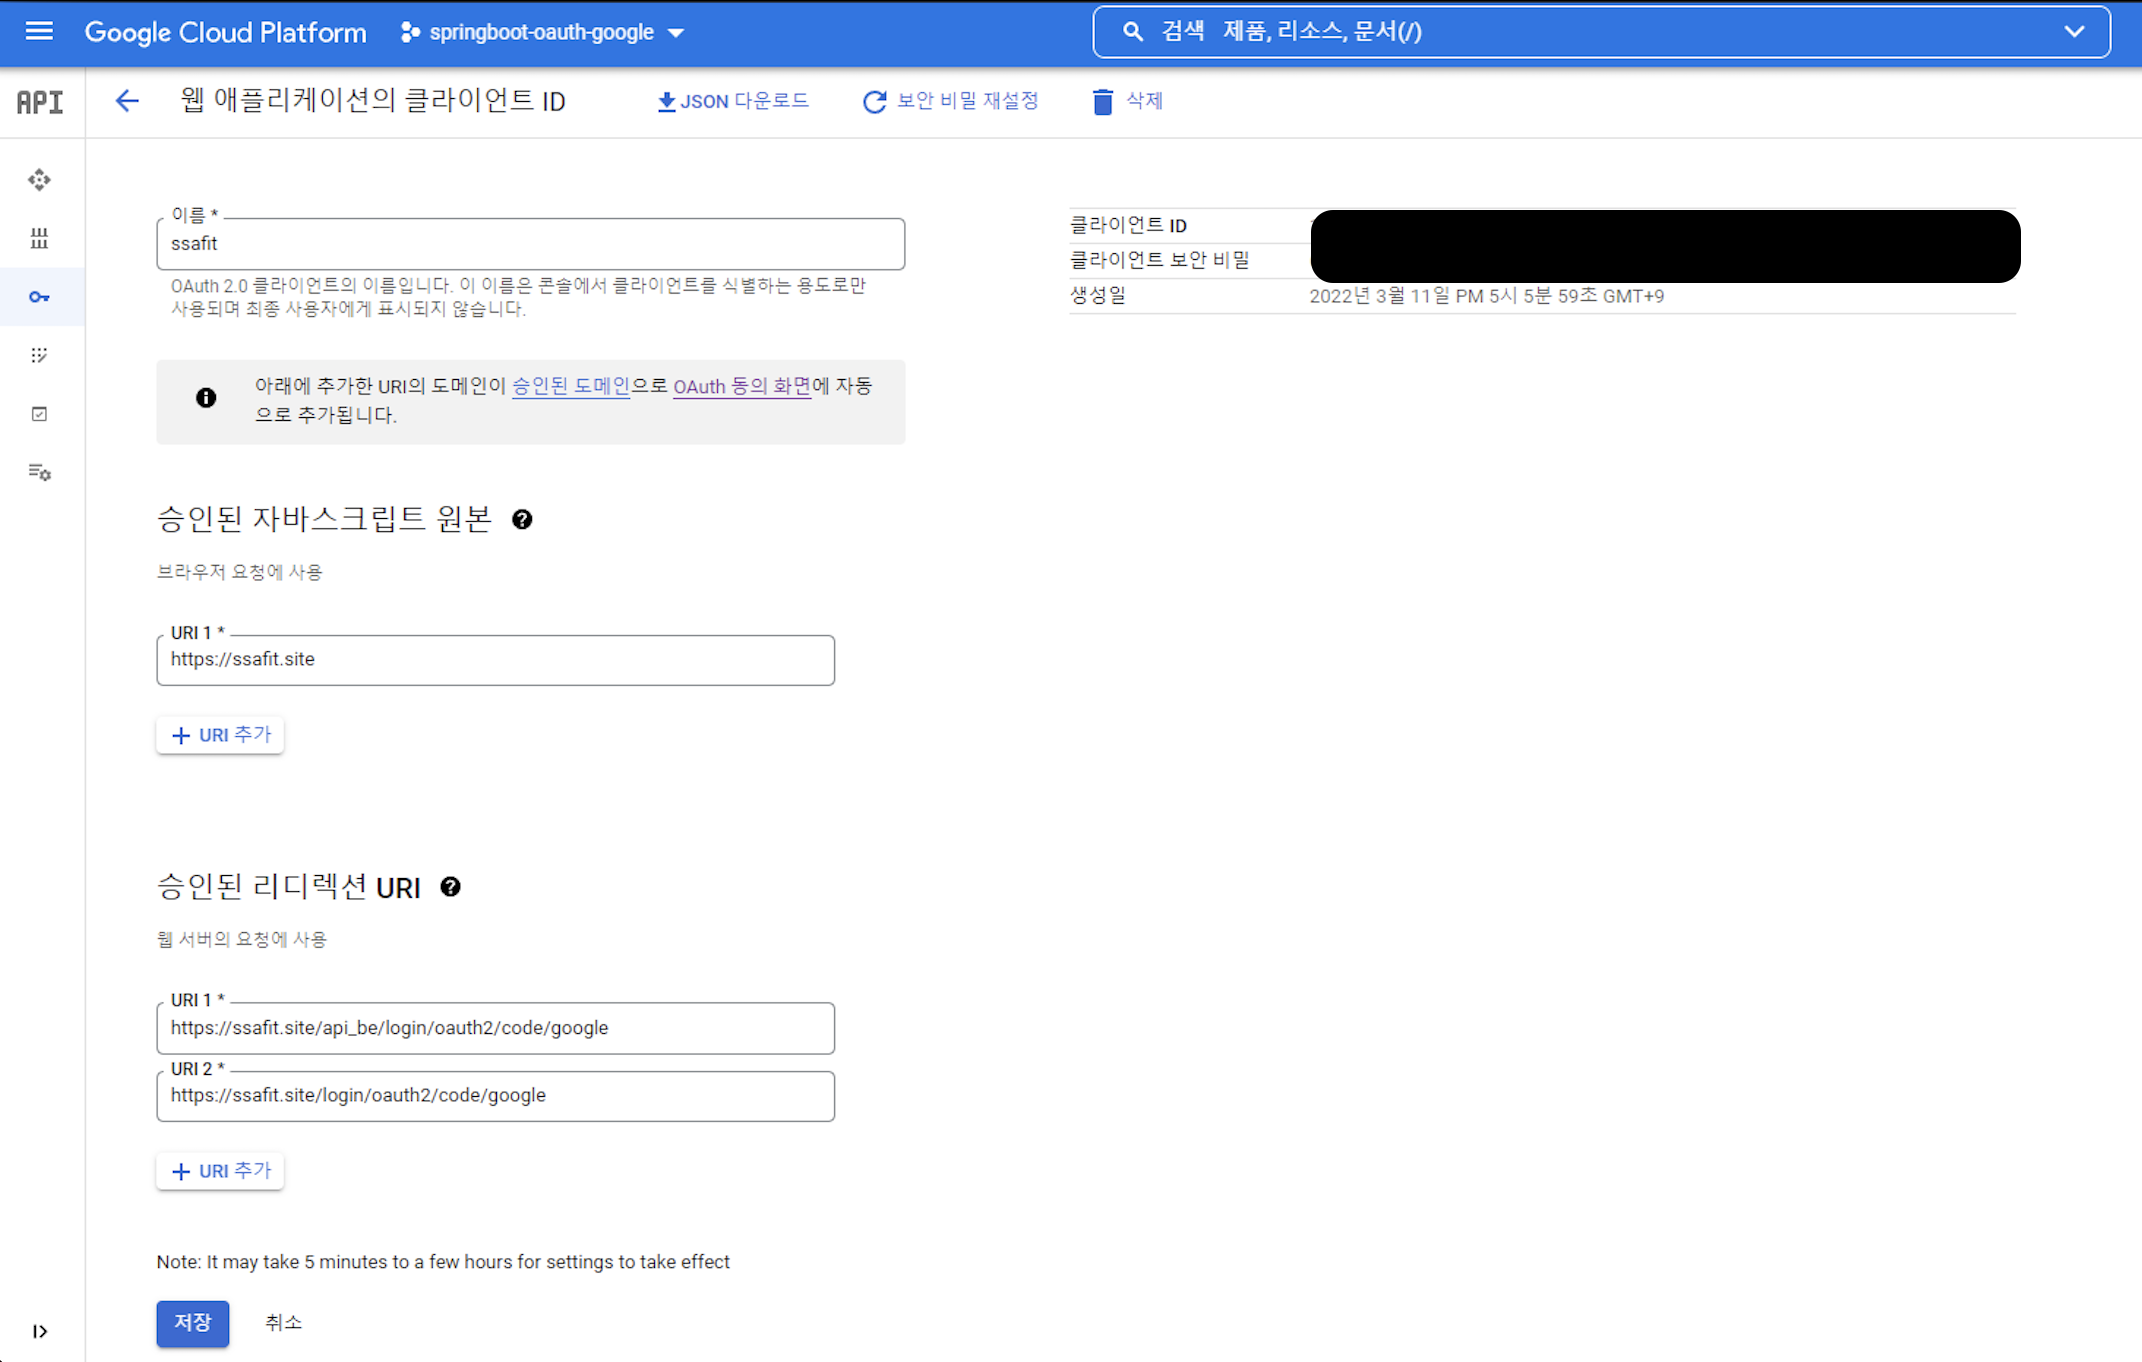 Google Cloud Platform
springboot-oauth-google
검색 제품, 리소스, 문서(/)
API
웹 애플리케이션의 클라이언트 ID
JSON 다운로드
보안 비밀 재설정
삭제
이름 *
ssafit
OAuth 2.0 클라이언트의 이름입니다. 이 이름은 콘솔에서 클라이언트를 식별하는 용도로만
사용되며 최종 사용자에게 표시되지 않습니다.
클라이언트 ID
클라이언트 보안 비밀
생성일 2022년 3월 11일 PM 5시 5분 59초 GMT+9
아래에 추가한 URI의 도메인이 승인된 도메인으로 OAuth 동의 화면에 자동
으로 추가됩니다.
승인된 자바스크립트 원본
브라우저 요청에 사용
URI 1 *
https://ssafit.site
+ URI 추가
승인된 리디렉션 URI
웹 서버의 요청에 사용
URI 1 *
https://ssafit.site/api_be/login/oauth2/code/google
URI 2 *
https://ssafit.site/login/oauth2/code/google
+ URI 추가
Note: It may take 5 minutes to a few hours for settings to take effect
저장
취소